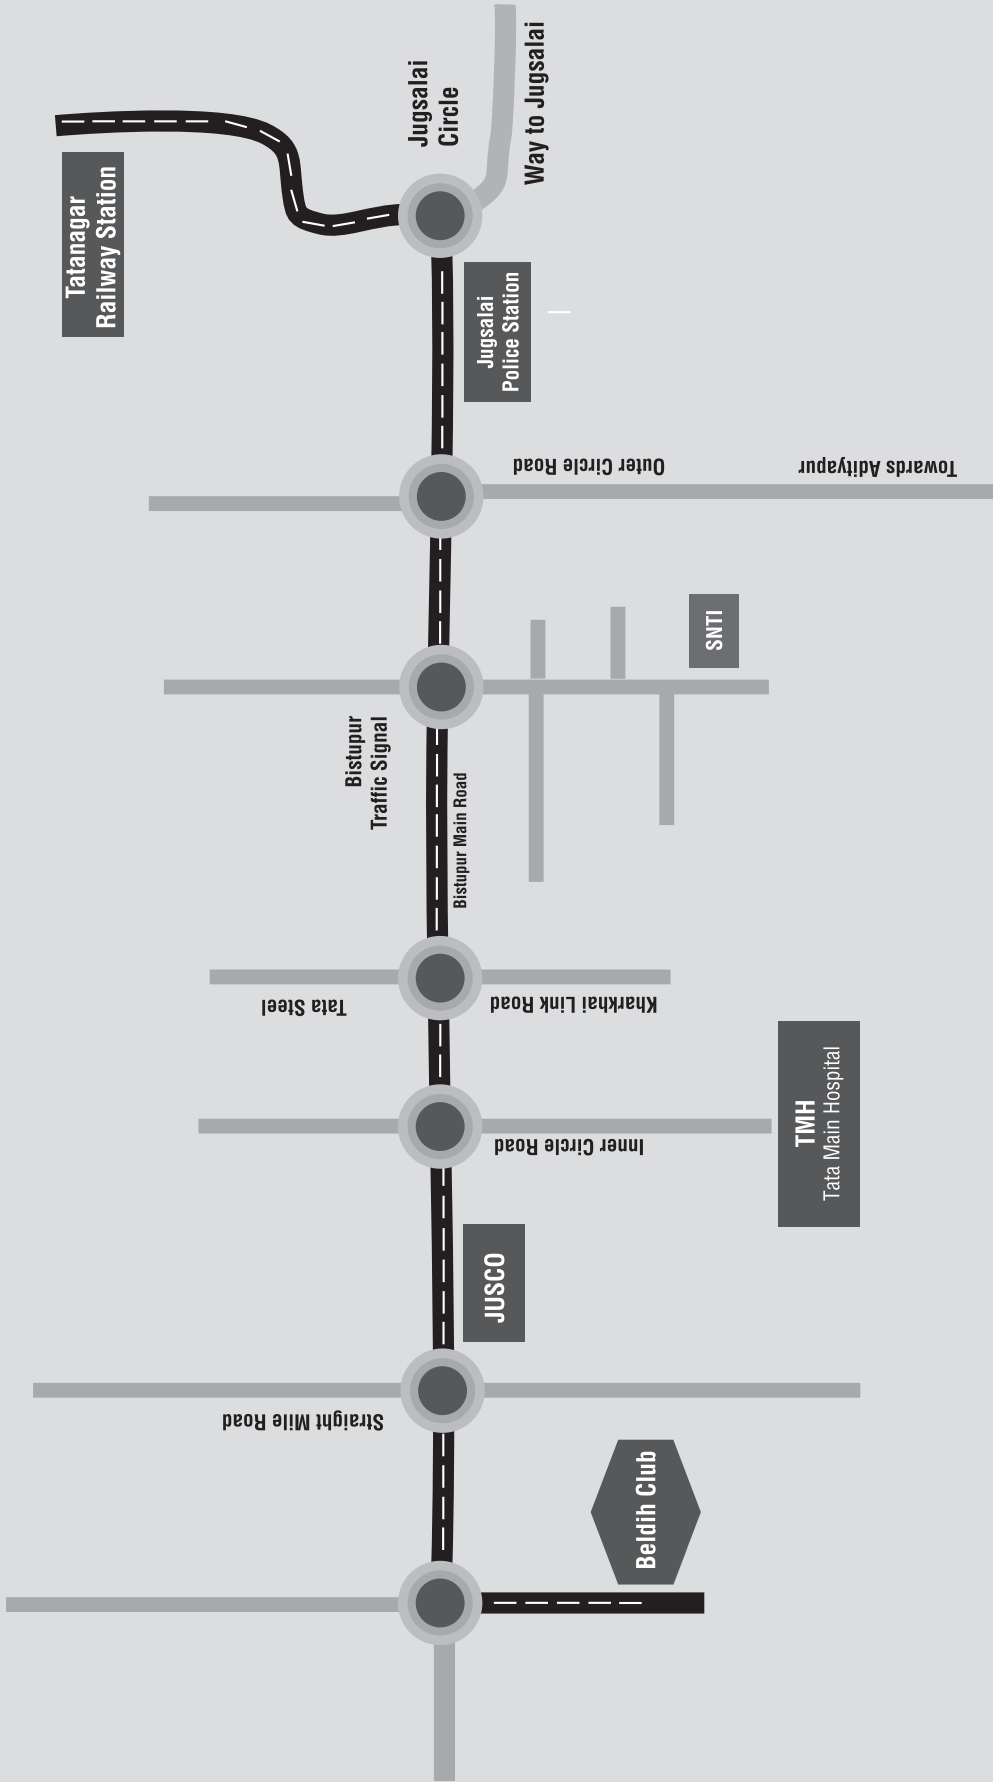 Tatanagar
Railway Station
Jugsalai
Circle
Way to Jugsalai
Jugsalai
Police Station
Outer Circle Road
Towards Adityapur
SNTI
Bistupur
Traffic Signal
Bistupur Main Road
Tata Steel
Kharkhai Link Road
Inner Circle Road
TMH
Tata Main Hospital
JUSCO
Straight Mile Road
Beldih Club